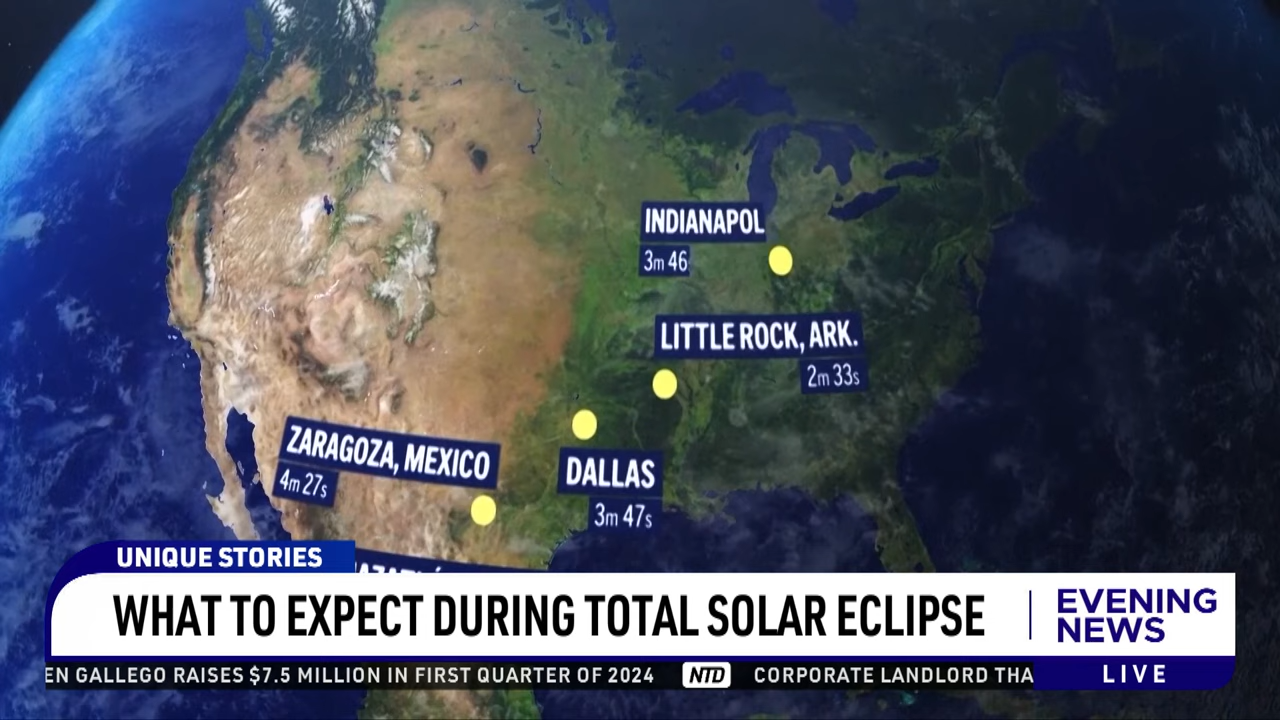 INDIANAPOL
3m 46
LITTLE ROCK, ARK.
2m 33s
ZARAGOZA, MEXICO
4m 27s
DALLAS
3m 47s
UNIQUE STORIES
WHAT TO EXPECT DURING TOTAL SOLAR ECLIPSE
EVENING
NEWS
EN GALLEGO RAISES $7.5 MILLION IN FIRST QUARTER OF 2024 NTD CORPORATE LANDLORD THA
LIVE